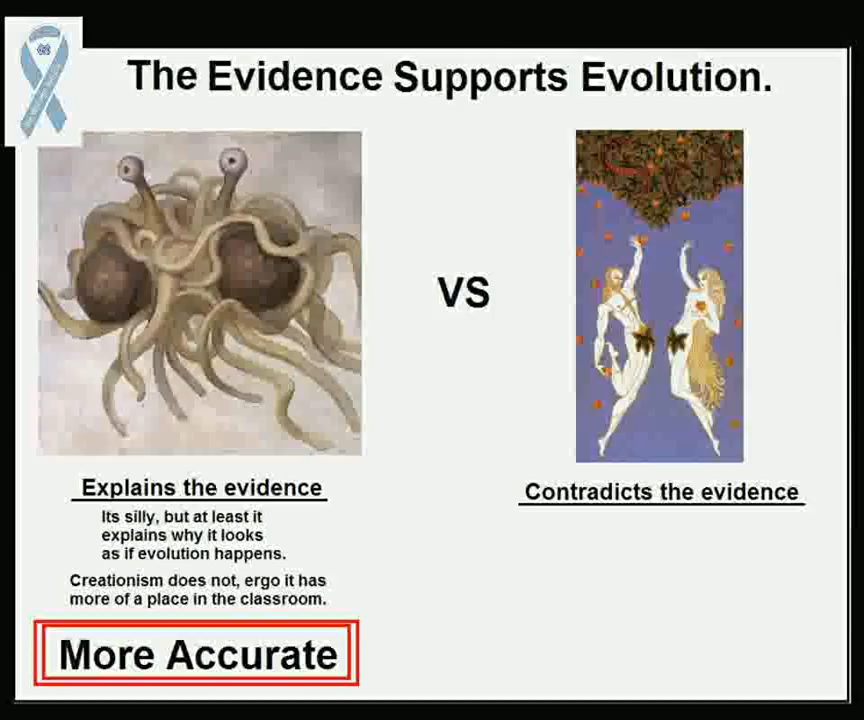 The Evidence Supports Evolution.
VS
Explains the evidence
Its silly, but at least it
explains why it looks
as if evolution happens.
Creationism does not, ergo it has
more of a place in the classroom.
More Accurate
Contradicts the evidence